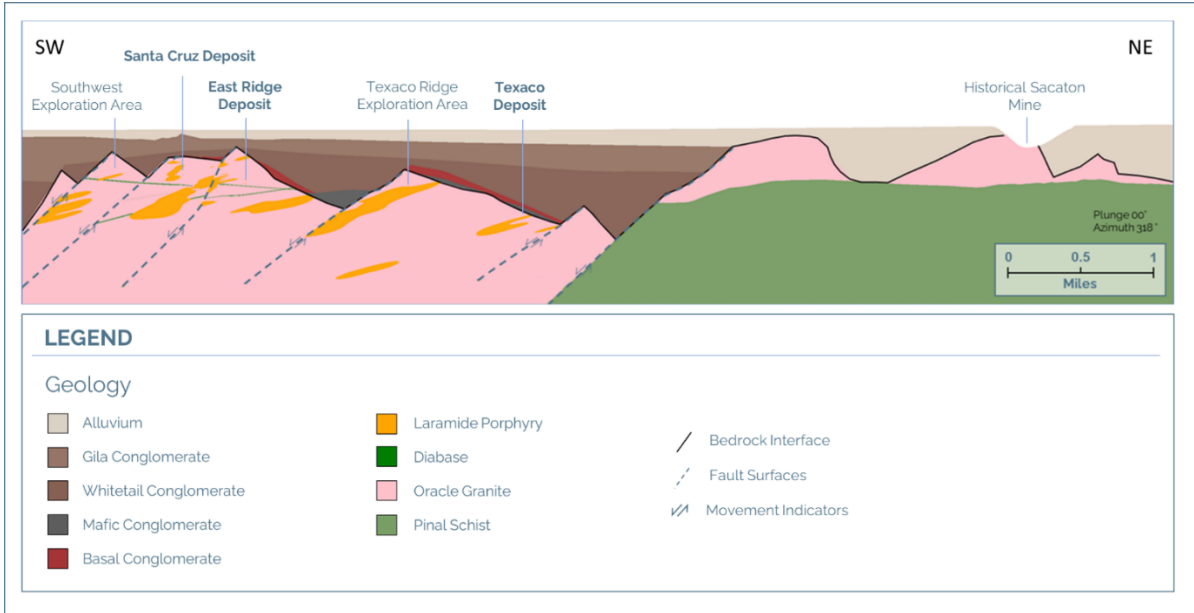 SW
NE
Santa Cruz Deposit
Southwest
Exploration Area
East Ridge
Deposit
Texaco Ridge
Exploration Area
Texaco
Deposit
Historical Sacaton
Mine
Plunge 00°
Azimuth 318°
0 0.5 1
Miles
LEGEND
Geology
Alluvium
Gila Conglomerate
Whitetail Conglomerate
Mafic Conglomerate
Basal Conglomerate
Laramide Porphyry
Diabase
Oracle Granite
Pinal Schist
Bedrock Interface
Fault Surfaces
Movement Indicators